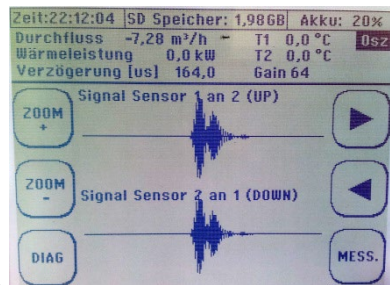 Zeit:22:12:04 SD Speicher: 1,98GB Akku: 20%
Durchfluss -7,28 m³/h T1 0,0 °C Osz
Wärmeleistung 0,0 kW T2 0,0 °C
Verzögerung [us] 164,0 Gain 64
Signal Sensor 1 an 2 (UP)
ZOOM
+
ZOOM
-
Signal Sensor 2 an 1 (DOWN)
DIAG
MESS.